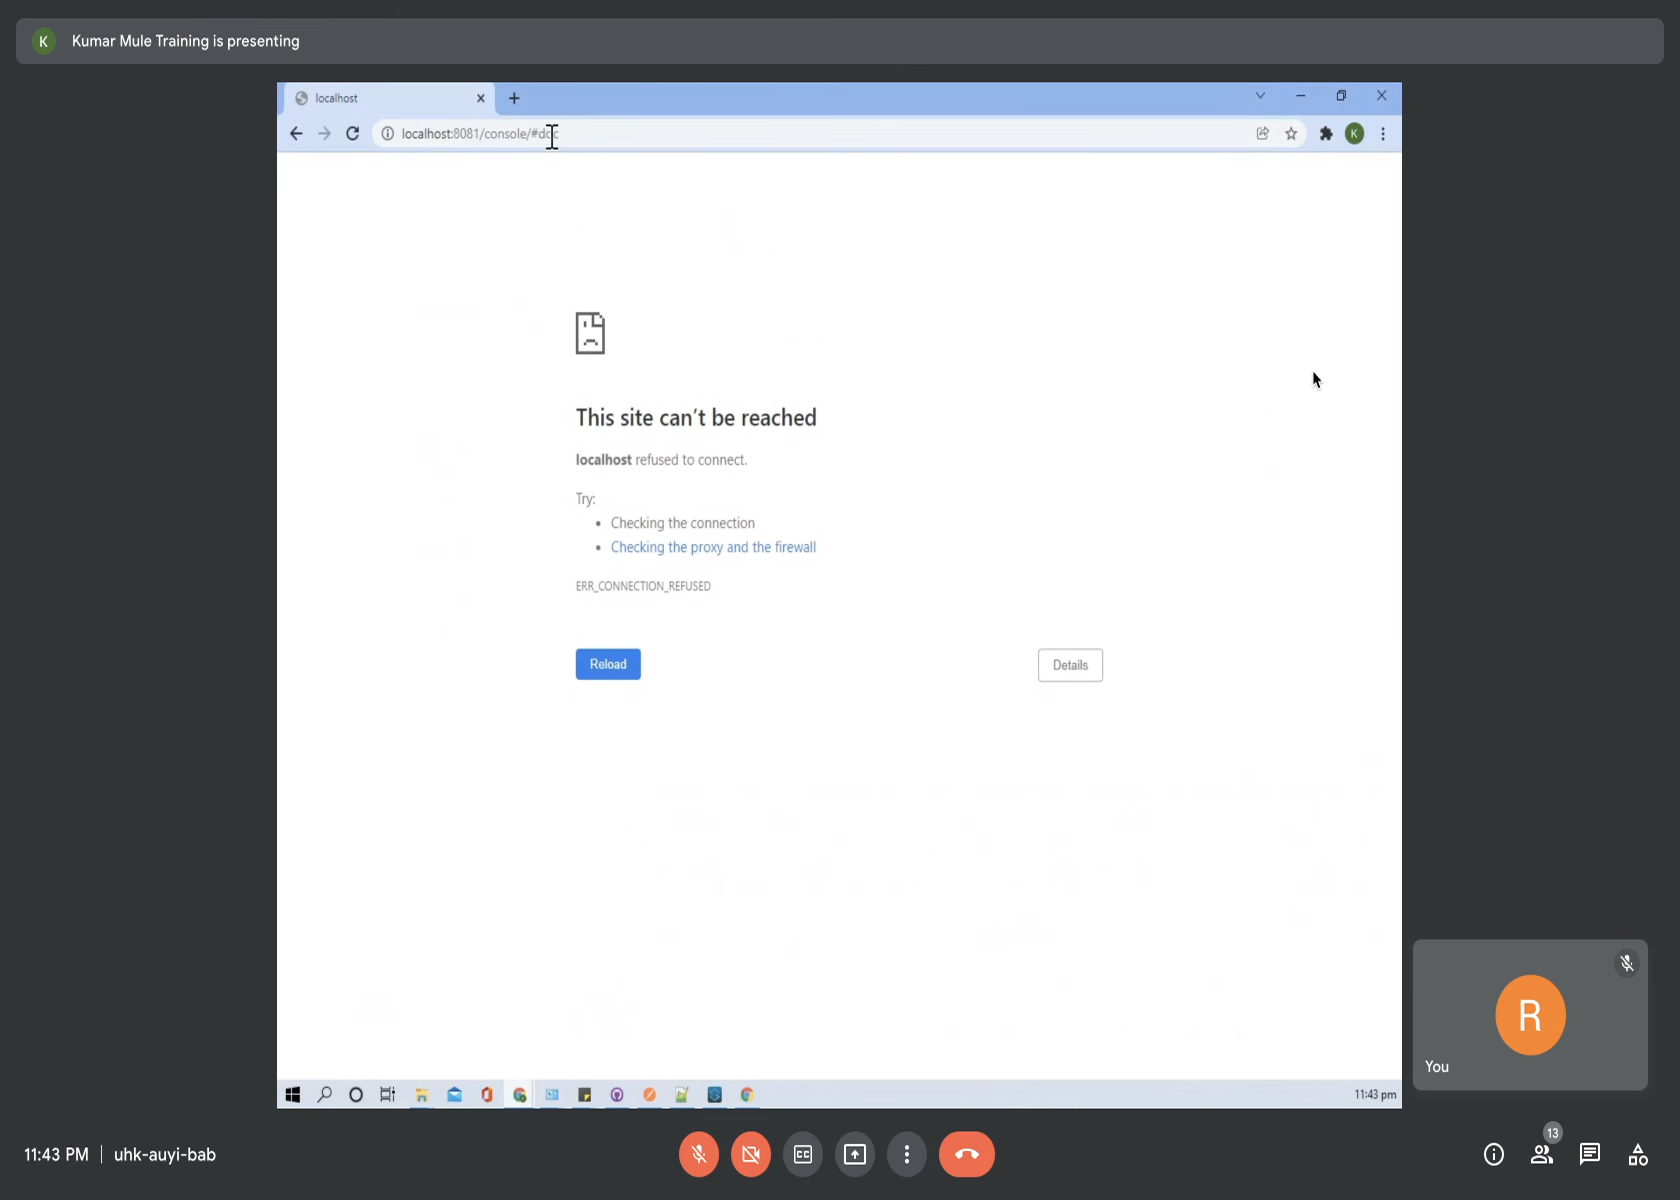 K Kumar Mule Training is presenting
localhost
localhost:8081/console/#
K
This site can't be reached
localhost refused to connect.
Try:
• Checking the connection
• Checking the proxy and the firewall
ERR_CONNECTION_REFUSED
Reload
Details
R
You
11:43 pm
11:43 PM | uhk-auyi-bab
CC
13